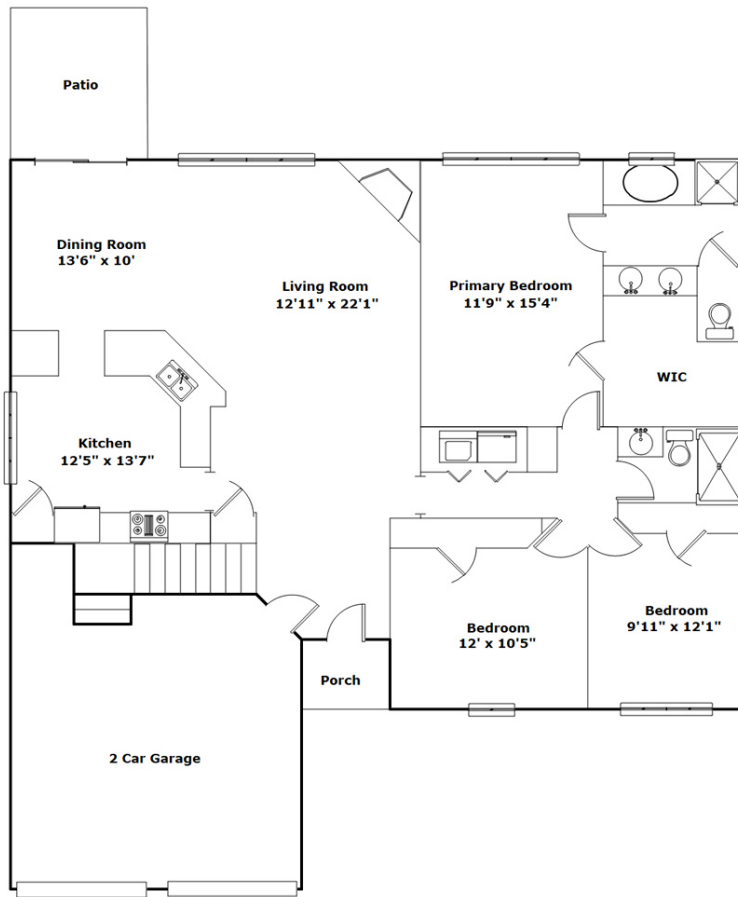 Patio
Dining Room
13'6" x 10'
Living Room
12'11" x 22'1"
Primary Bedroom
11'9" x 15'4"
WIC
Kitchen
12'5" x 13'7"
Bedroom
12' x 10'5"
Bedroom
9'11" x 12'1"
Porch
2 Car Garage